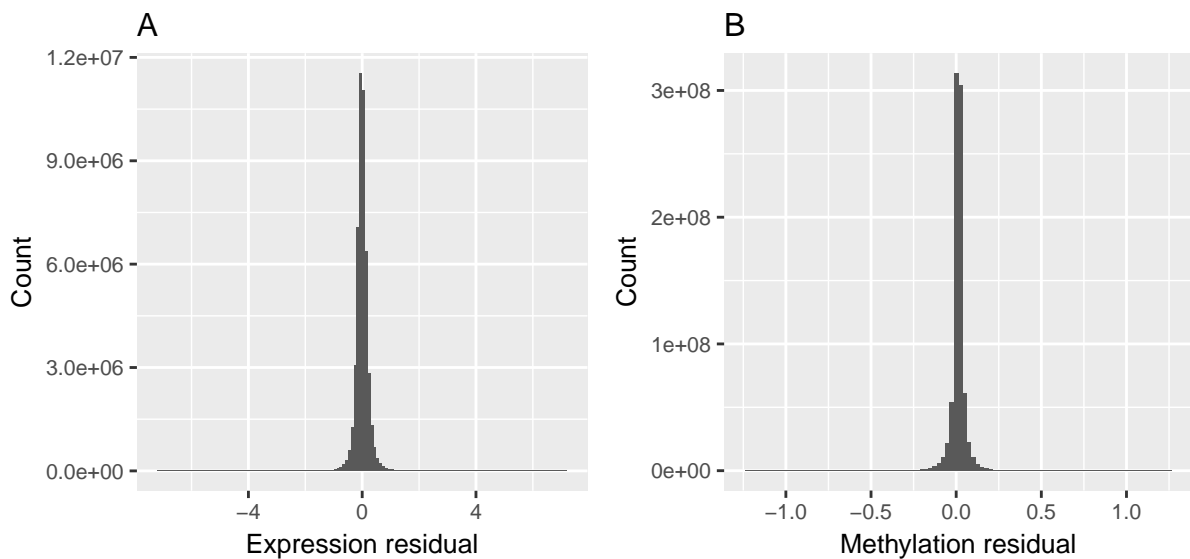 A
Count
1.2e+07
9.0e+06
6.0e+06
3.0e+06
0.0e+00
−4
0
4
Expression residual
B
Count
3e+08
2e+08
1e+08
0e+00
−1.0
−0.5
0.0
0.5
1.0
Methylation residual